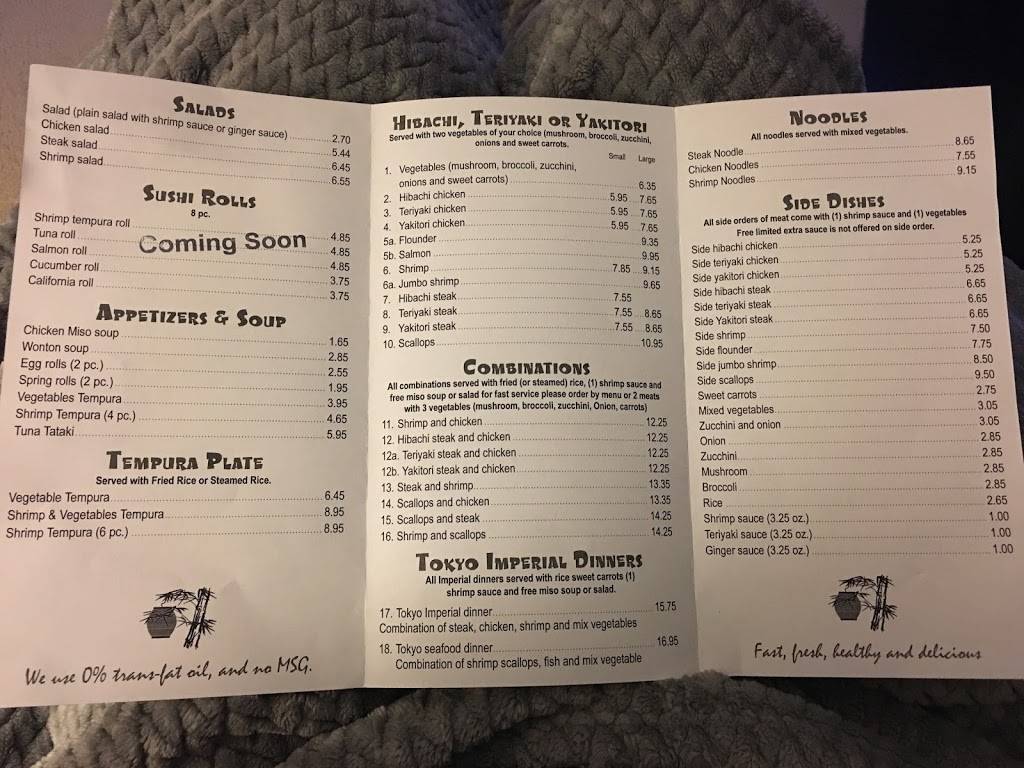 SALADS
Salad (plain salad with shrimp sauce or ginger sauce) 2.70
Chicken salad 5.44
Steak salad 6.45
Shrimp salad 6.55
SUSHI ROLLS
8 pc.
Coming Soon
Shrimp tempura roll 4.85
Tuna roll 4.85
Salmon roll 4.85
Cucumber roll 3.75
California roll 3.75
APPETIZERS & SOUP
Chicken Miso soup 1.65
Wonton soup 2.85
Egg rolls (2 pc.) 2.55
Spring rolls (2 pc.) 1.95
Vegetables Tempura 3.95
Shrimp Tempura (4 pc.) 4.65
Tuna Tataki 5.95
TEMPURA PLATE
Served with Fried Rice or Steamed Rice.
Vegetable Tempura 6.45
Shrimp & Vegetables Tempura 8.95
Shrimp Tempura (6 pc.) 8.95
We use 0% trans-fat oil, and no MSG.
HIBACHI, TERIYAKI OR YAKITORI
Served with two vegetables of your choice (mushroom, broccoli, zucchini,
onions and sweet carrots.
Small Large
1. Vegetables (mushroom, broccoli, zucchini,
onions and sweet carrots) 6.35
2. Hibachi chicken 5.95 7.65
3. Teriyaki chicken 5.95 7.65
4. Yakitori chicken 5.95 7.65
5a. Flounder 9.35
5b. Salmon 9.95
6. Shrimp 7.85 9.15
6a. Jumbo shrimp 9.65
7. Hibachi steak 7.55
8. Teriyaki steak 7.55 8.65
9. Yakitori steak 7.55 8.65
10. Scallops 10.95
COMBINATIONS
All combinations served with fried (or steamed) rice, (1) shrimp sauce and
free miso soup or salad for fast service please order by menu or 2 meats
with 3 vegetables (mushroom, broccoli, zucchini, Onion, carrots)
11. Shrimp and chicken 12.25
12. Hibachi steak and chicken 12.25
12a. Teriyaki steak and chicken 12.25
12b. Yakitori steak and chicken 12.25
13. Steak and shrimp 13.35
14. Scallops and chicken 13.35
15. Scallops and steak 14.25
16. Shrimp and scallops 14.25
TOKYO IMPERIAL DINNERS
All Imperial dinners served with rice sweet carrots (1)
shrimp sauce and free miso soup or salad.
17. Tokyo Imperial dinner 15.75
Combination of steak, chicken, shrimp and mix vegetables
18. Tokyo seafood dinner 16.95
Combination of shrimp scallops, fish and mix vegetable
NOODLES
All noodles served with mixed vegetables.
Steak Noodle 8.65
Chicken Noodles 7.55
Shrimp Noodles 9.15
SIDE DISHES
All side orders of meat come with (1) shrimp sauce and (1) vegetables
Free limited extra sauce is not offered on side order.
Side hibachi chicken 5.25
Side teriyaki chicken 5.25
Side yakitori chicken 5.25
Side hibachi steak 6.65
Side teriyaki steak 6.65
Side Yakitori steak 6.65
Side shrimp 7.50
Side flounder 7.75
Side jumbo shrimp 8.50
Side scallops 9.50
Sweet carrots 2.75
Mixed vegetables 3.05
Zucchini and onion 3.05
Onion 2.85
Zucchini 2.85
Mushroom 2.85
Broccoli 2.85
Rice 2.65
Shrimp sauce (3.25 oz.) 1.00
Teriyaki sauce (3.25 oz.) 1.00
Ginger sauce (3.25 oz.) 1.00
Fast, fresh, healthy and delicious